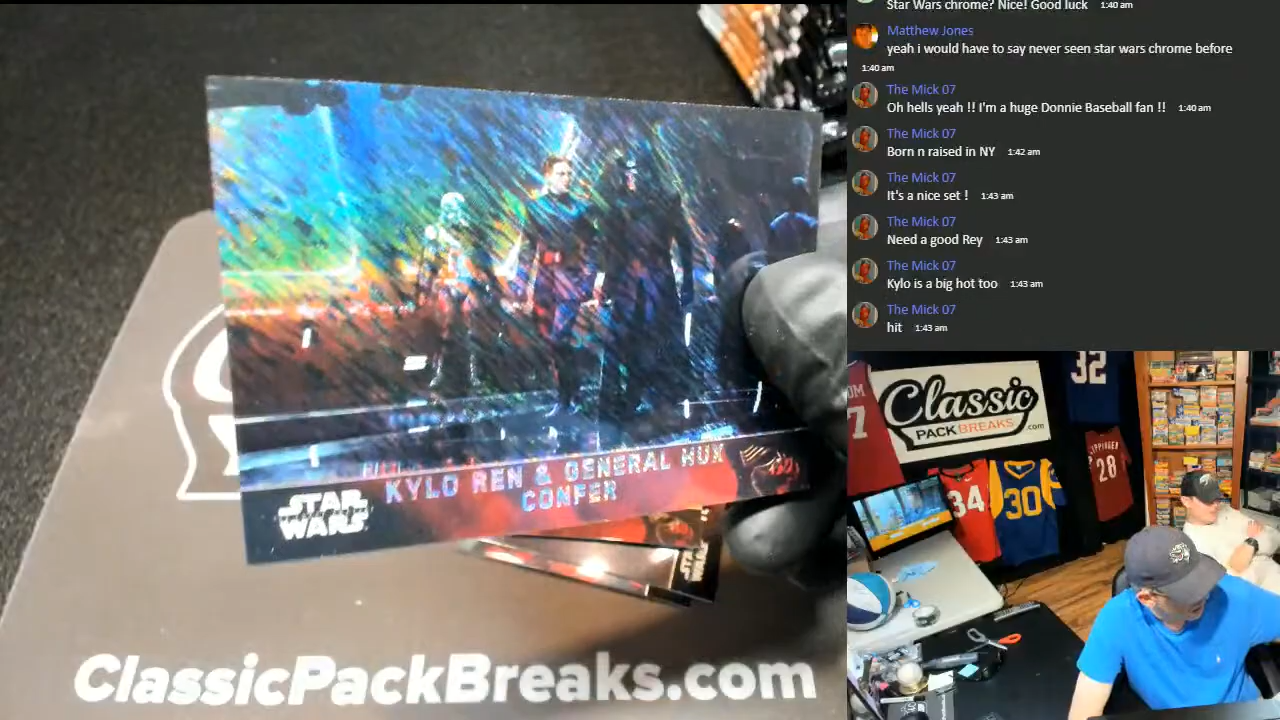 Star Wars chrome? Nice! Good luck 1:40 am
Matthew Jones
yeah i would have to say never seen star wars chrome before
1:40 am
The Mick 07
Oh hells yeah !! I'm a huge Donnie Baseball fan !! 1:40 am
The Mick 07
Born n raised in NY 1:42 am
The Mick 07
It's a nice set ! 1:43 am
The Mick 07
Need a good Rey 1:43 am
The Mick 07
Kylo is a big hot too 1:43 am
The Mick 07
hit 1:43 am
KYLO REN & GENERAL HUX
CONFER
STAR
WARS
STAR
WARS
ClassicPackBreaks.com
Classic
PACKBREAKS.com
32
7
34
30
28